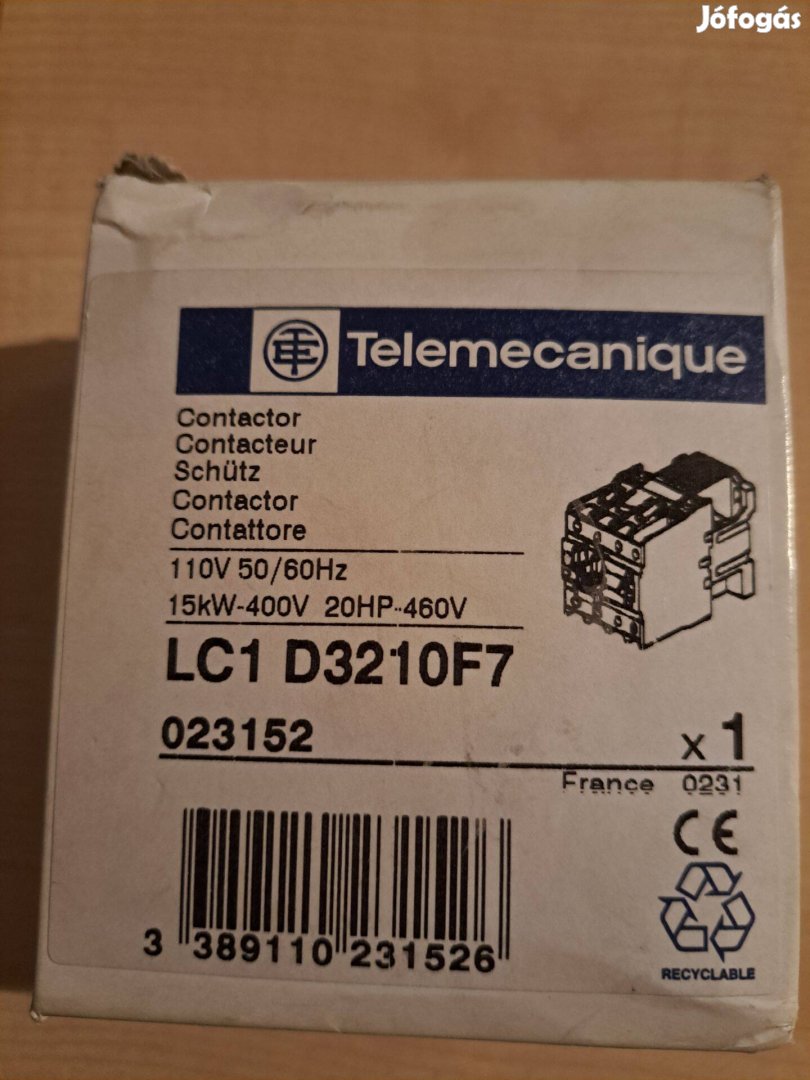 Jófogás
Telemecanique
Contactor
Contacteur
Schütz
Contactor
Contattore
110V 50/60Hz
15kW-400V 20HP-460V
LC1 D3210F7
023152
x 1
France 0231
CE
3 389110 231526
RECYCLABLE